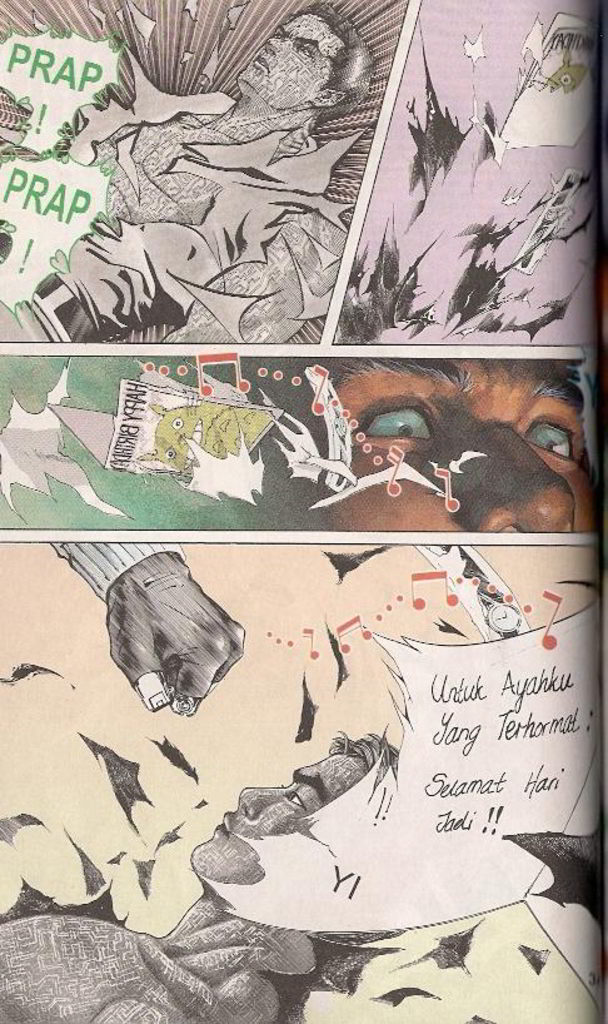 PRAP
!
PRAP
!
HAPPY BIRTHDAY
Untuk Ayahku
Yang Terhormat :
Selamat Hari
Jadi !!
!!
YI